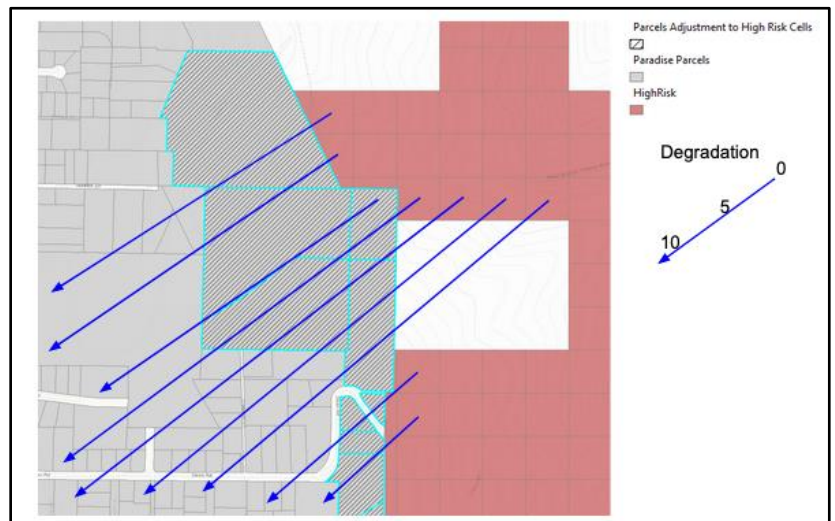 Parcels Adjustment to High Risk Cells
Paradise Parcels
HighRisk
Degradation
0
5
10